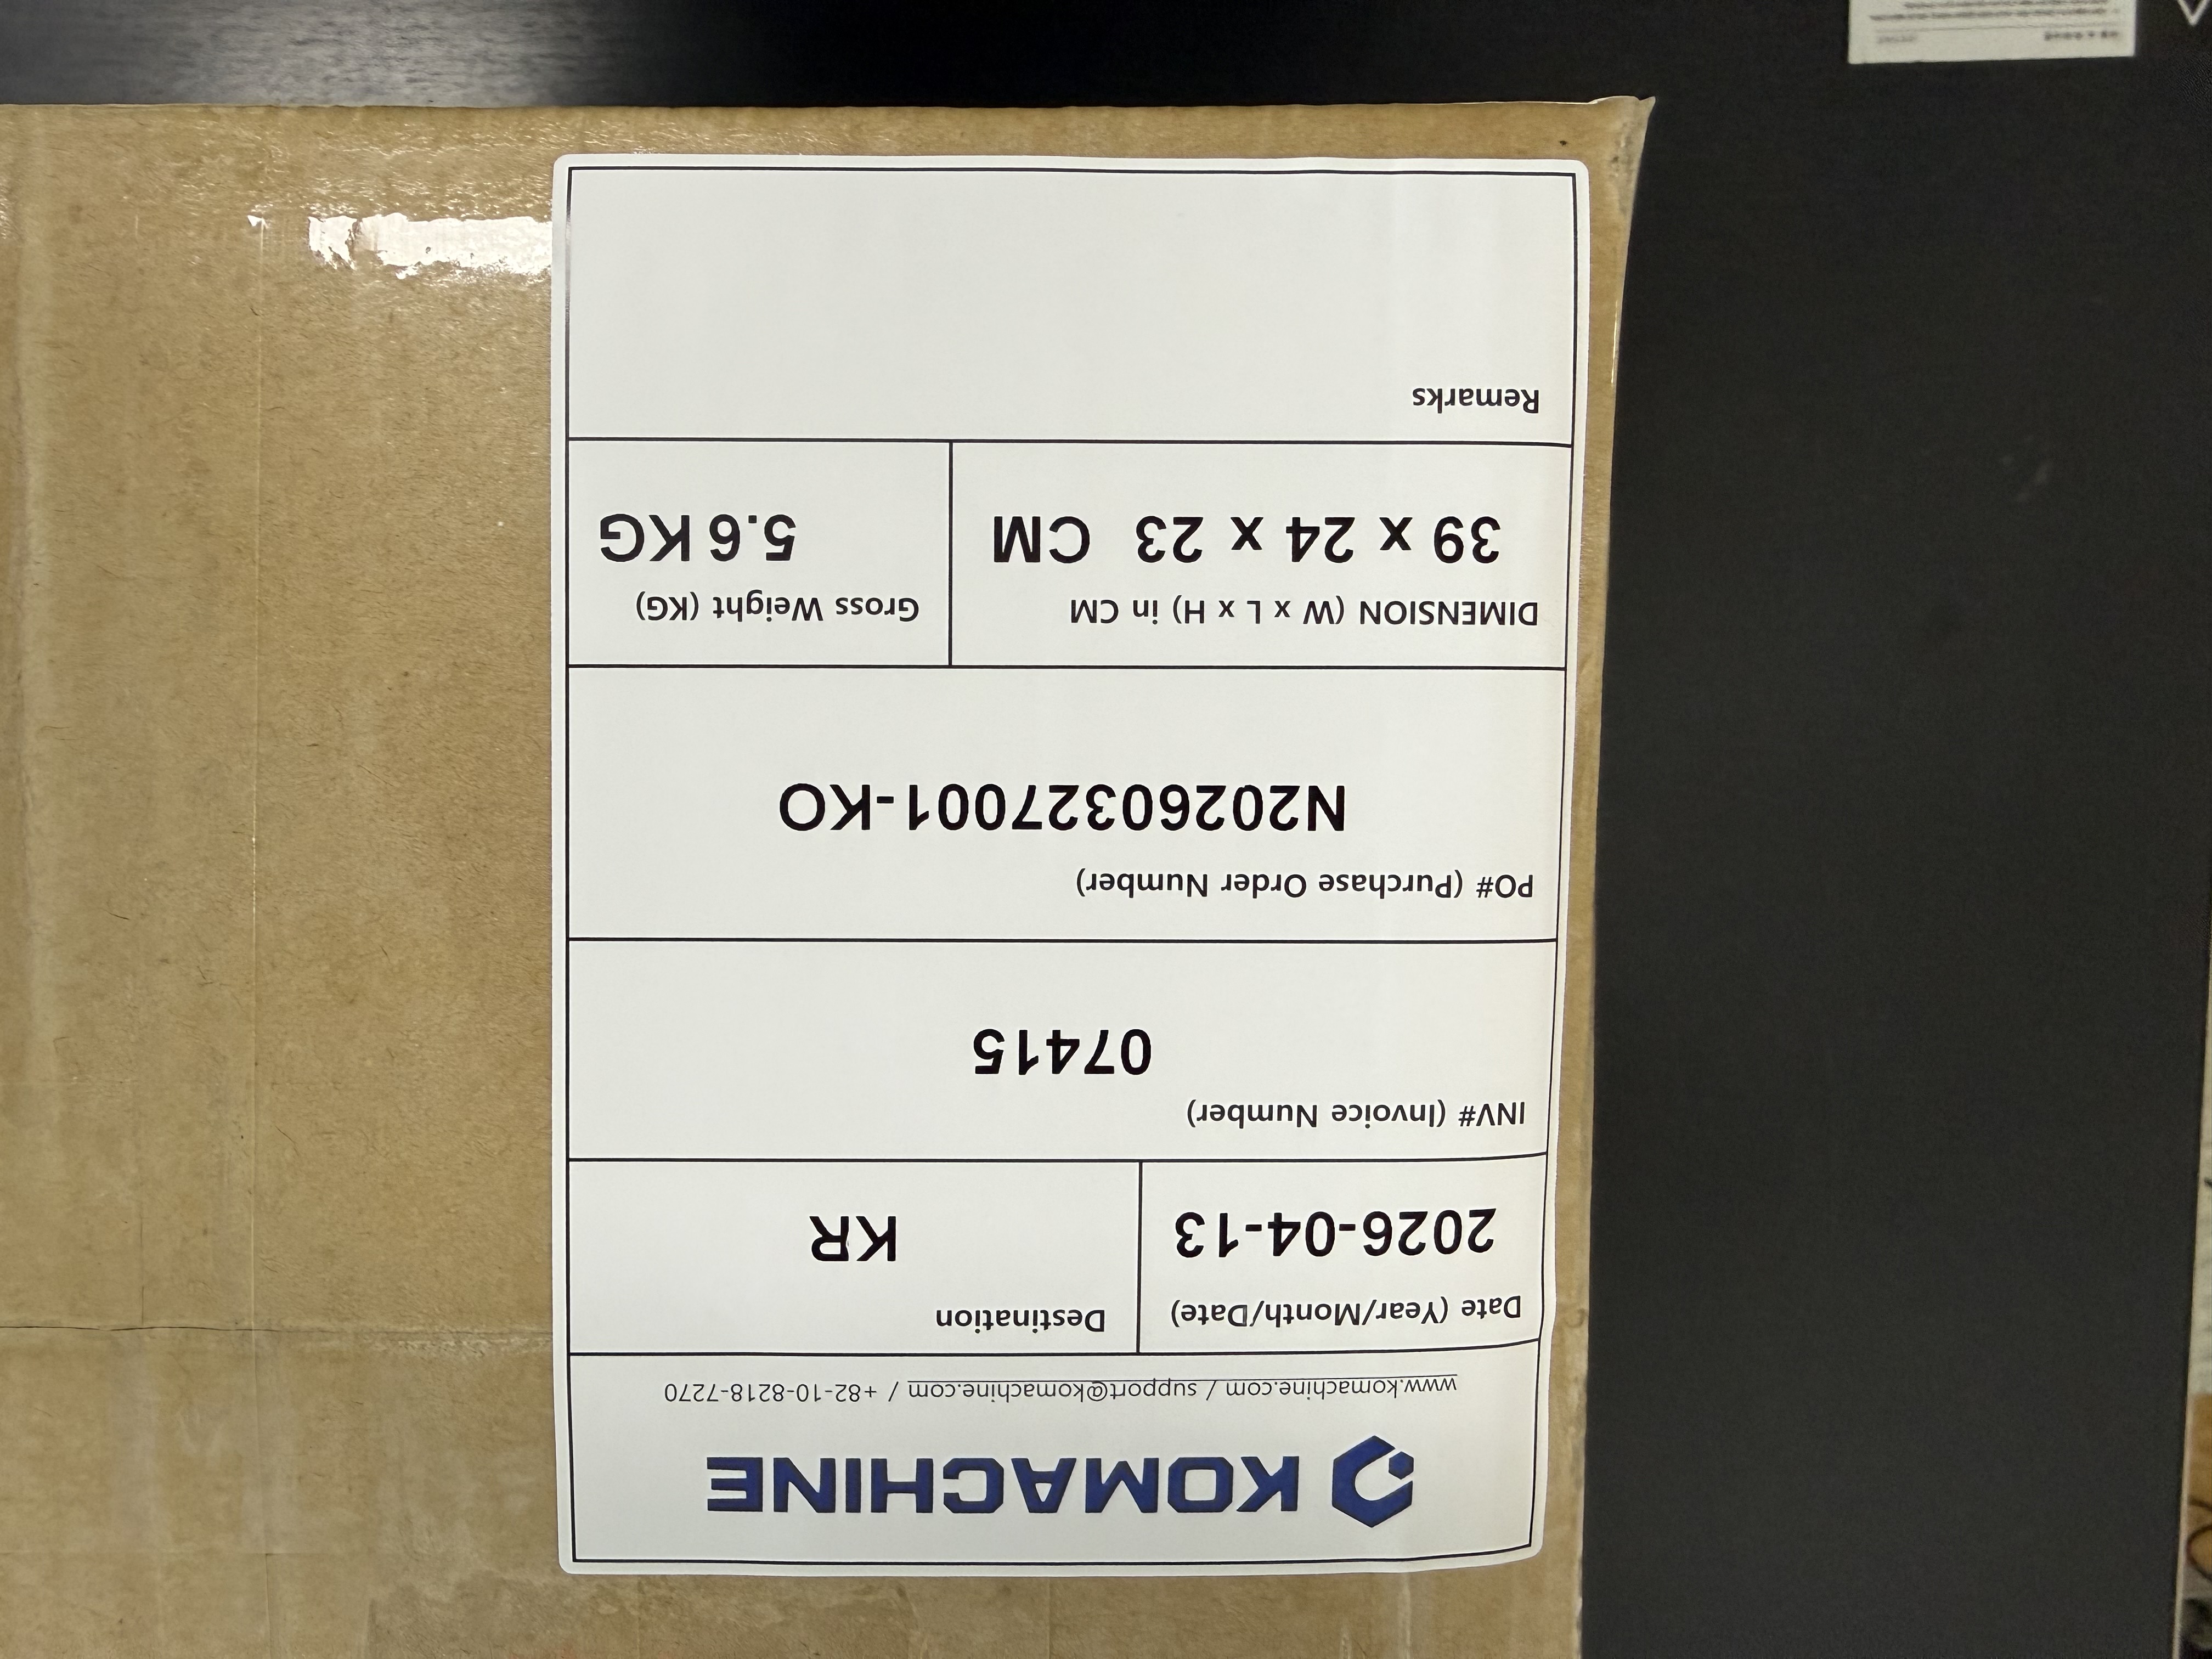 KOMACHINE
www.komachine.com / support@komachine.com / +82-10-8218-7270
Date (Year/Month/Date)
2026-04-13
Destination
KR
INV# (Invoice Number)
07415
PO# (Purchase Order Number)
N20260327001-KO
DIMENSION (W x L x H) in CM
39 x 24 x 23 CM
Gross Weight (KG)
5.6 KG
Remarks